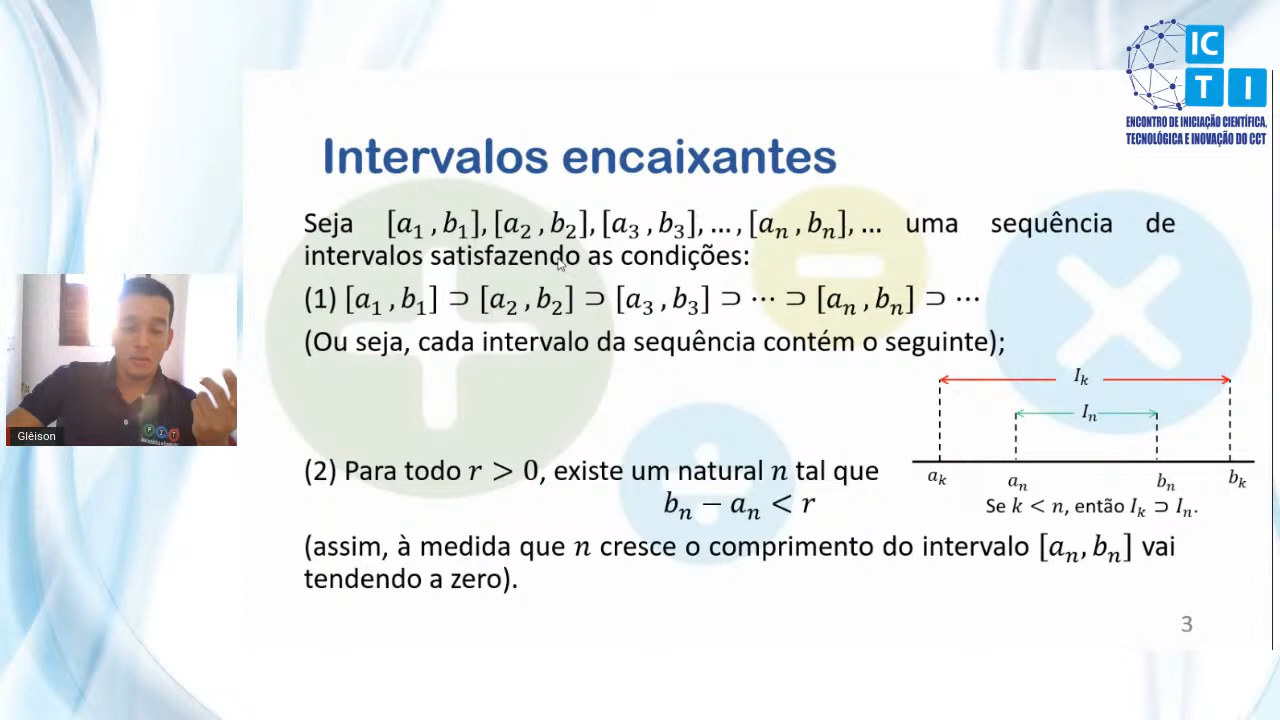 IC
T I
ENCONTRO DE INICIAÇÃO CIENTÍFICA,
TECNOLÓGICA E INOVAÇÃO DO CCT
Intervalos encaixantes
Seja [a₁ , b₁], [a₂ , b₂], [a₃ , b₃], … , [aₙ , bₙ], … uma sequência de
intervalos satisfazendo as condições:
(1) [a₁ , b₁] ⊃ [a₂ , b₂] ⊃ [a₃ , b₃] ⊃ ⋯ ⊃ [aₙ , bₙ] ⊃ ⋯
(Ou seja, cada intervalo da sequência contém o seguinte);
Iₖ
Iₙ
aₖ aₙ bₙ bₖ
Se k < n, então Iₖ ⊃ Iₙ.
(2) Para todo r > 0, existe um natural n tal que
bₙ − aₙ < r
(assim, à medida que n cresce o comprimento do intervalo [aₙ, bₙ] vai
tendendo a zero).
3
Glêison
P I T